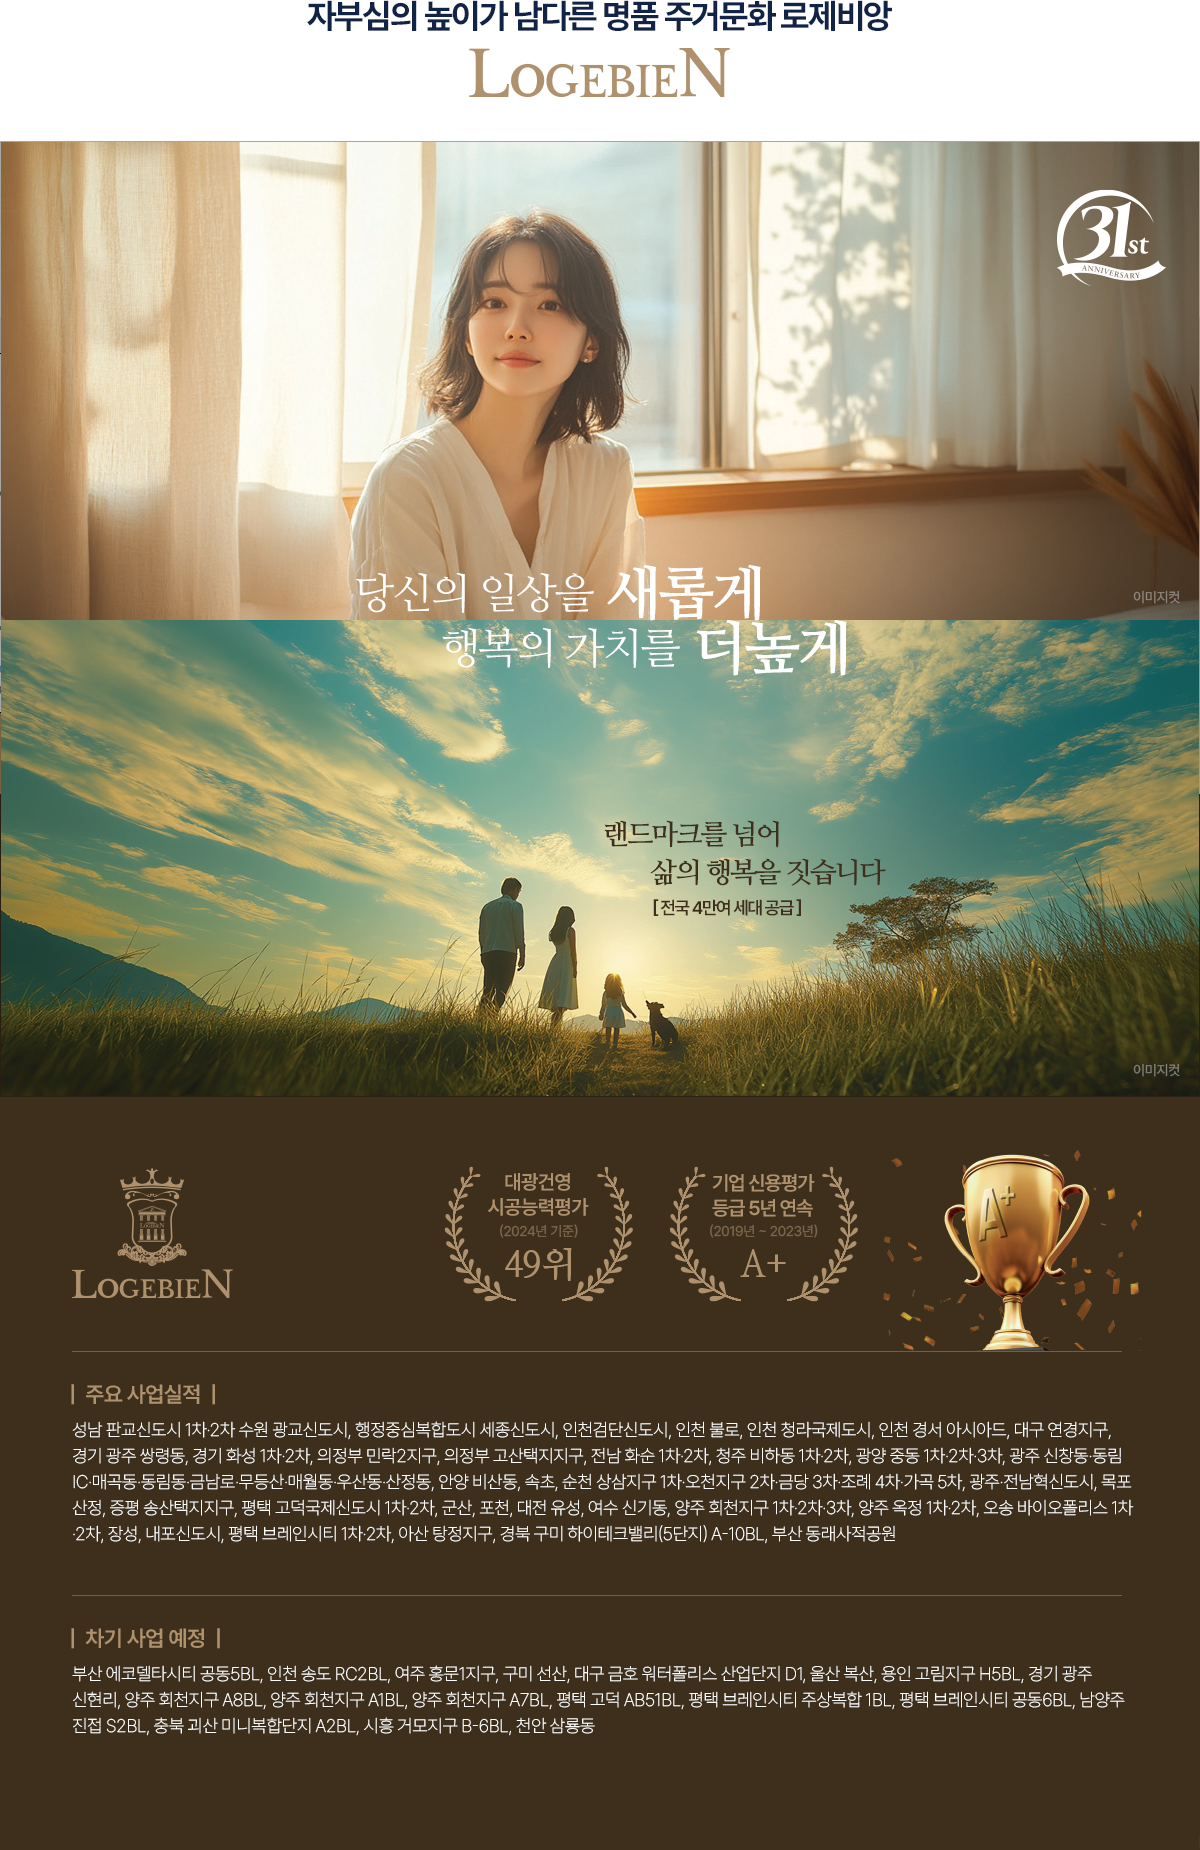 자부심의 높이가 남다른 명품 주거문화 로제비앙
LOGEBIEN
31st
ANNIVERSARY
당신의 일상을 새롭게
이미지컷
행복의 가치를 더높게
랜드마크를 넘어
삶의 행복을 짓습니다
[ 전국 4만여 세대 공급 ]
이미지컷
LOGEBIEN
LOGEBIEN
대광건영
시공능력평가
(2024년 기준)
49위
기업 신용평가
등급 5년 연속
(2019년 ~ 2023년)
A+
A+
| 주요 사업실적 |
성남 판교신도시 1차·2차 수원 광교신도시, 행정중심복합도시 세종신도시, 인천검단신도시, 인천 불로, 인천 청라국제도시, 인천 경서 아시아드, 대구 연경지구,
경기 광주 쌍령동, 경기 화성 1차·2차, 의정부 민락2지구, 의정부 고산택지지구, 전남 화순 1차·2차, 청주 비하동 1차·2차, 광양 중동 1차·2차·3차, 광주 신창동·동림
IC·매곡동·동림동·금남로·무등산·매월동·우산동·산정동, 안양 비산동, 속초, 순천 상삼지구 1차·오천지구 2차·금당 3차·조례 4차·가곡 5차, 광주·전남혁신도시, 목포
산정, 증평 송산택지지구, 평택 고덕국제신도시 1차·2차, 군산, 포천, 대전 유성, 여수 신기동, 양주 회천지구 1차·2차·3차, 양주 옥정 1차·2차, 오송 바이오폴리스 1차
·2차, 장성, 내포신도시, 평택 브레인시티 1차·2차, 아산 탕정지구, 경북 구미 하이테크밸리(5단지) A-10BL, 부산 동래사적공원
| 차기 사업 예정 |
부산 에코델타시티 공동5BL, 인천 송도 RC2BL, 여주 홍문1지구, 구미 선산, 대구 금호 워터폴리스 산업단지 D1, 울산 복산, 용인 고림지구 H5BL, 경기 광주
신현리, 양주 회천지구 A8BL, 양주 회천지구 A1BL, 양주 회천지구 A7BL, 평택 고덕 AB51BL, 평택 브레인시티 주상복합 1BL, 평택 브레인시티 공동6BL, 남양주
진접 S2BL, 충북 괴산 미니복합단지 A2BL, 시흥 거모지구 B-6BL, 천안 삼룡동